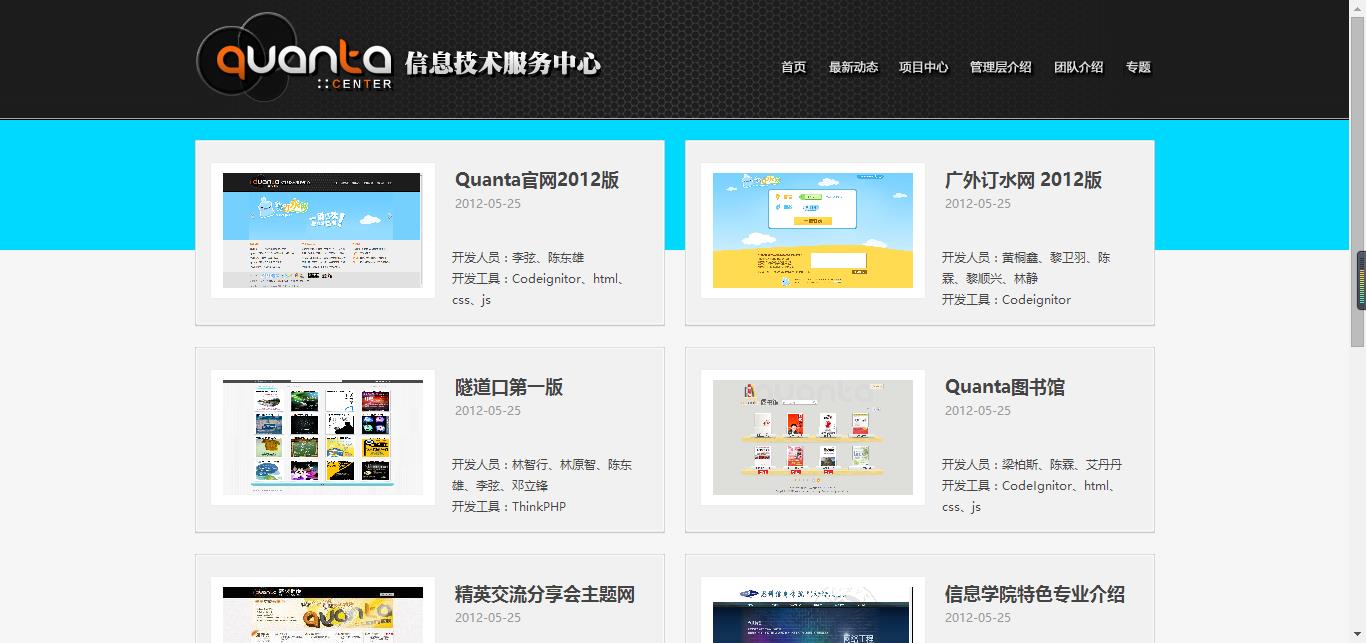 quanta
::CENTER
信息技术服务中心
首页 最新动态 项目中心 管理层介绍 团队介绍 专题
Quanta官网2012版
2012-05-25
开发人员：李弦、陈东雄
开发工具：Codeignitor、html、
css、js
广外订水网 2012版
2012-05-25
开发人员：黄桐鑫、黎卫羽、陈
霖、黎顺兴、林静
开发工具：Codeignitor
隧道口第一版
2012-05-25
开发人员：林智行、林原智、陈东
雄、李弦、邓立锋
开发工具：ThinkPHP
Quanta图书馆
2012-05-25
开发人员：梁柏斯、陈霖、艾丹丹
开发工具：CodeIgnitor、html、
css、js
精英交流分享会主题网
2012-05-25
信息学院特色专业介绍
2012-05-25